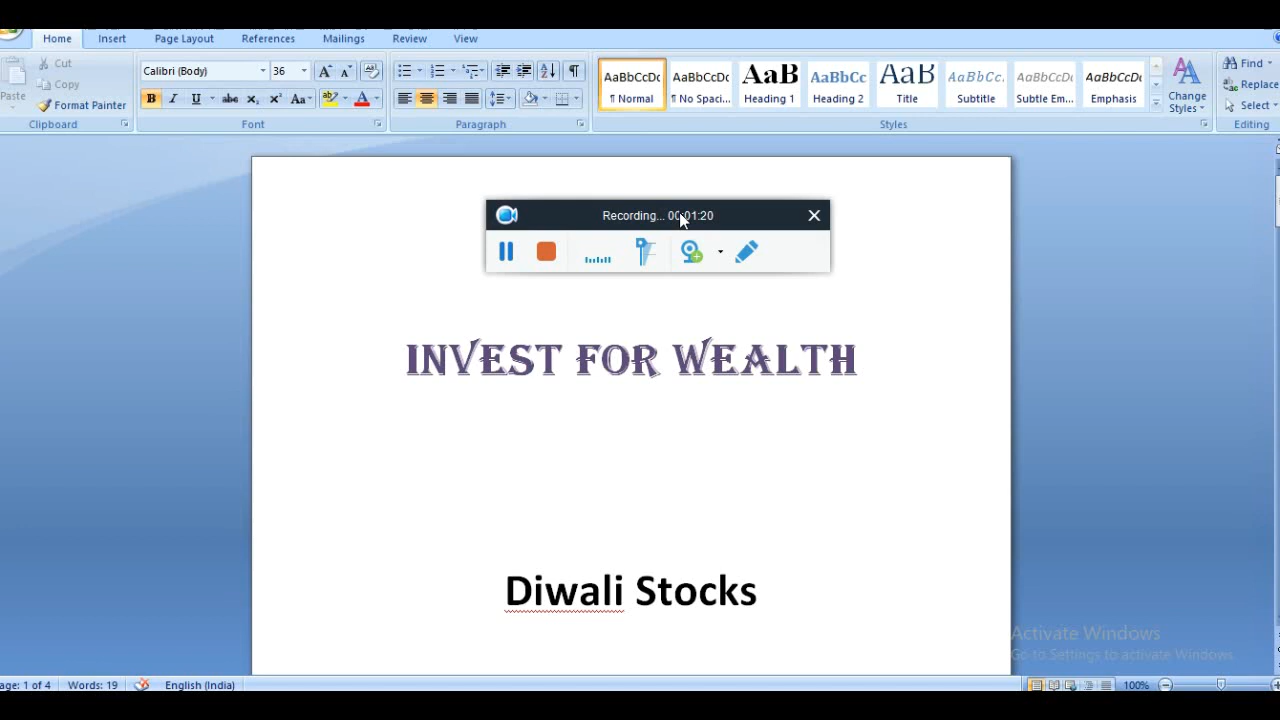 Home Insert Page Layout References Mailings Review View
Cut
Copy
Paste
Format Painter
Clipboard
Calibri (Body) 36
Font
Paragraph
AaBbCcDc AaBbCcDc AaB AaBbCc AaB AaBbCc. AaBbCcDc AaBbCcDc
¶ Normal ¶ No Spaci... Heading 1 Heading 2 Title Subtitle Subtle Em... Emphasis
Change Styles
Styles
Find
Replace
Select
Editing
Recording... 00:01:20
INVEST FOR WEALTH
Diwali Stocks
Activate Windows
Go to Settings to activate Windows.
age: 1 of 4 Words: 19 English (India) 100%